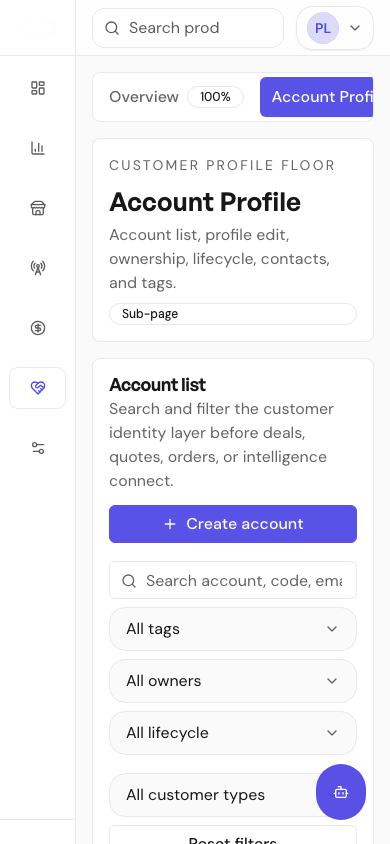 Search prod
PL
Overview 100% Account Profi
CUSTOMER PROFILE FLOOR
Account Profile
Account list, profile edit,
ownership, lifecycle, contacts,
and tags.
Sub-page
Account list
Search and filter the customer
identity layer before deals,
quotes, orders, or intelligence
connect.
Create account
Search account, code, ema
All tags
All owners
All lifecycle
All customer types
Reset filters